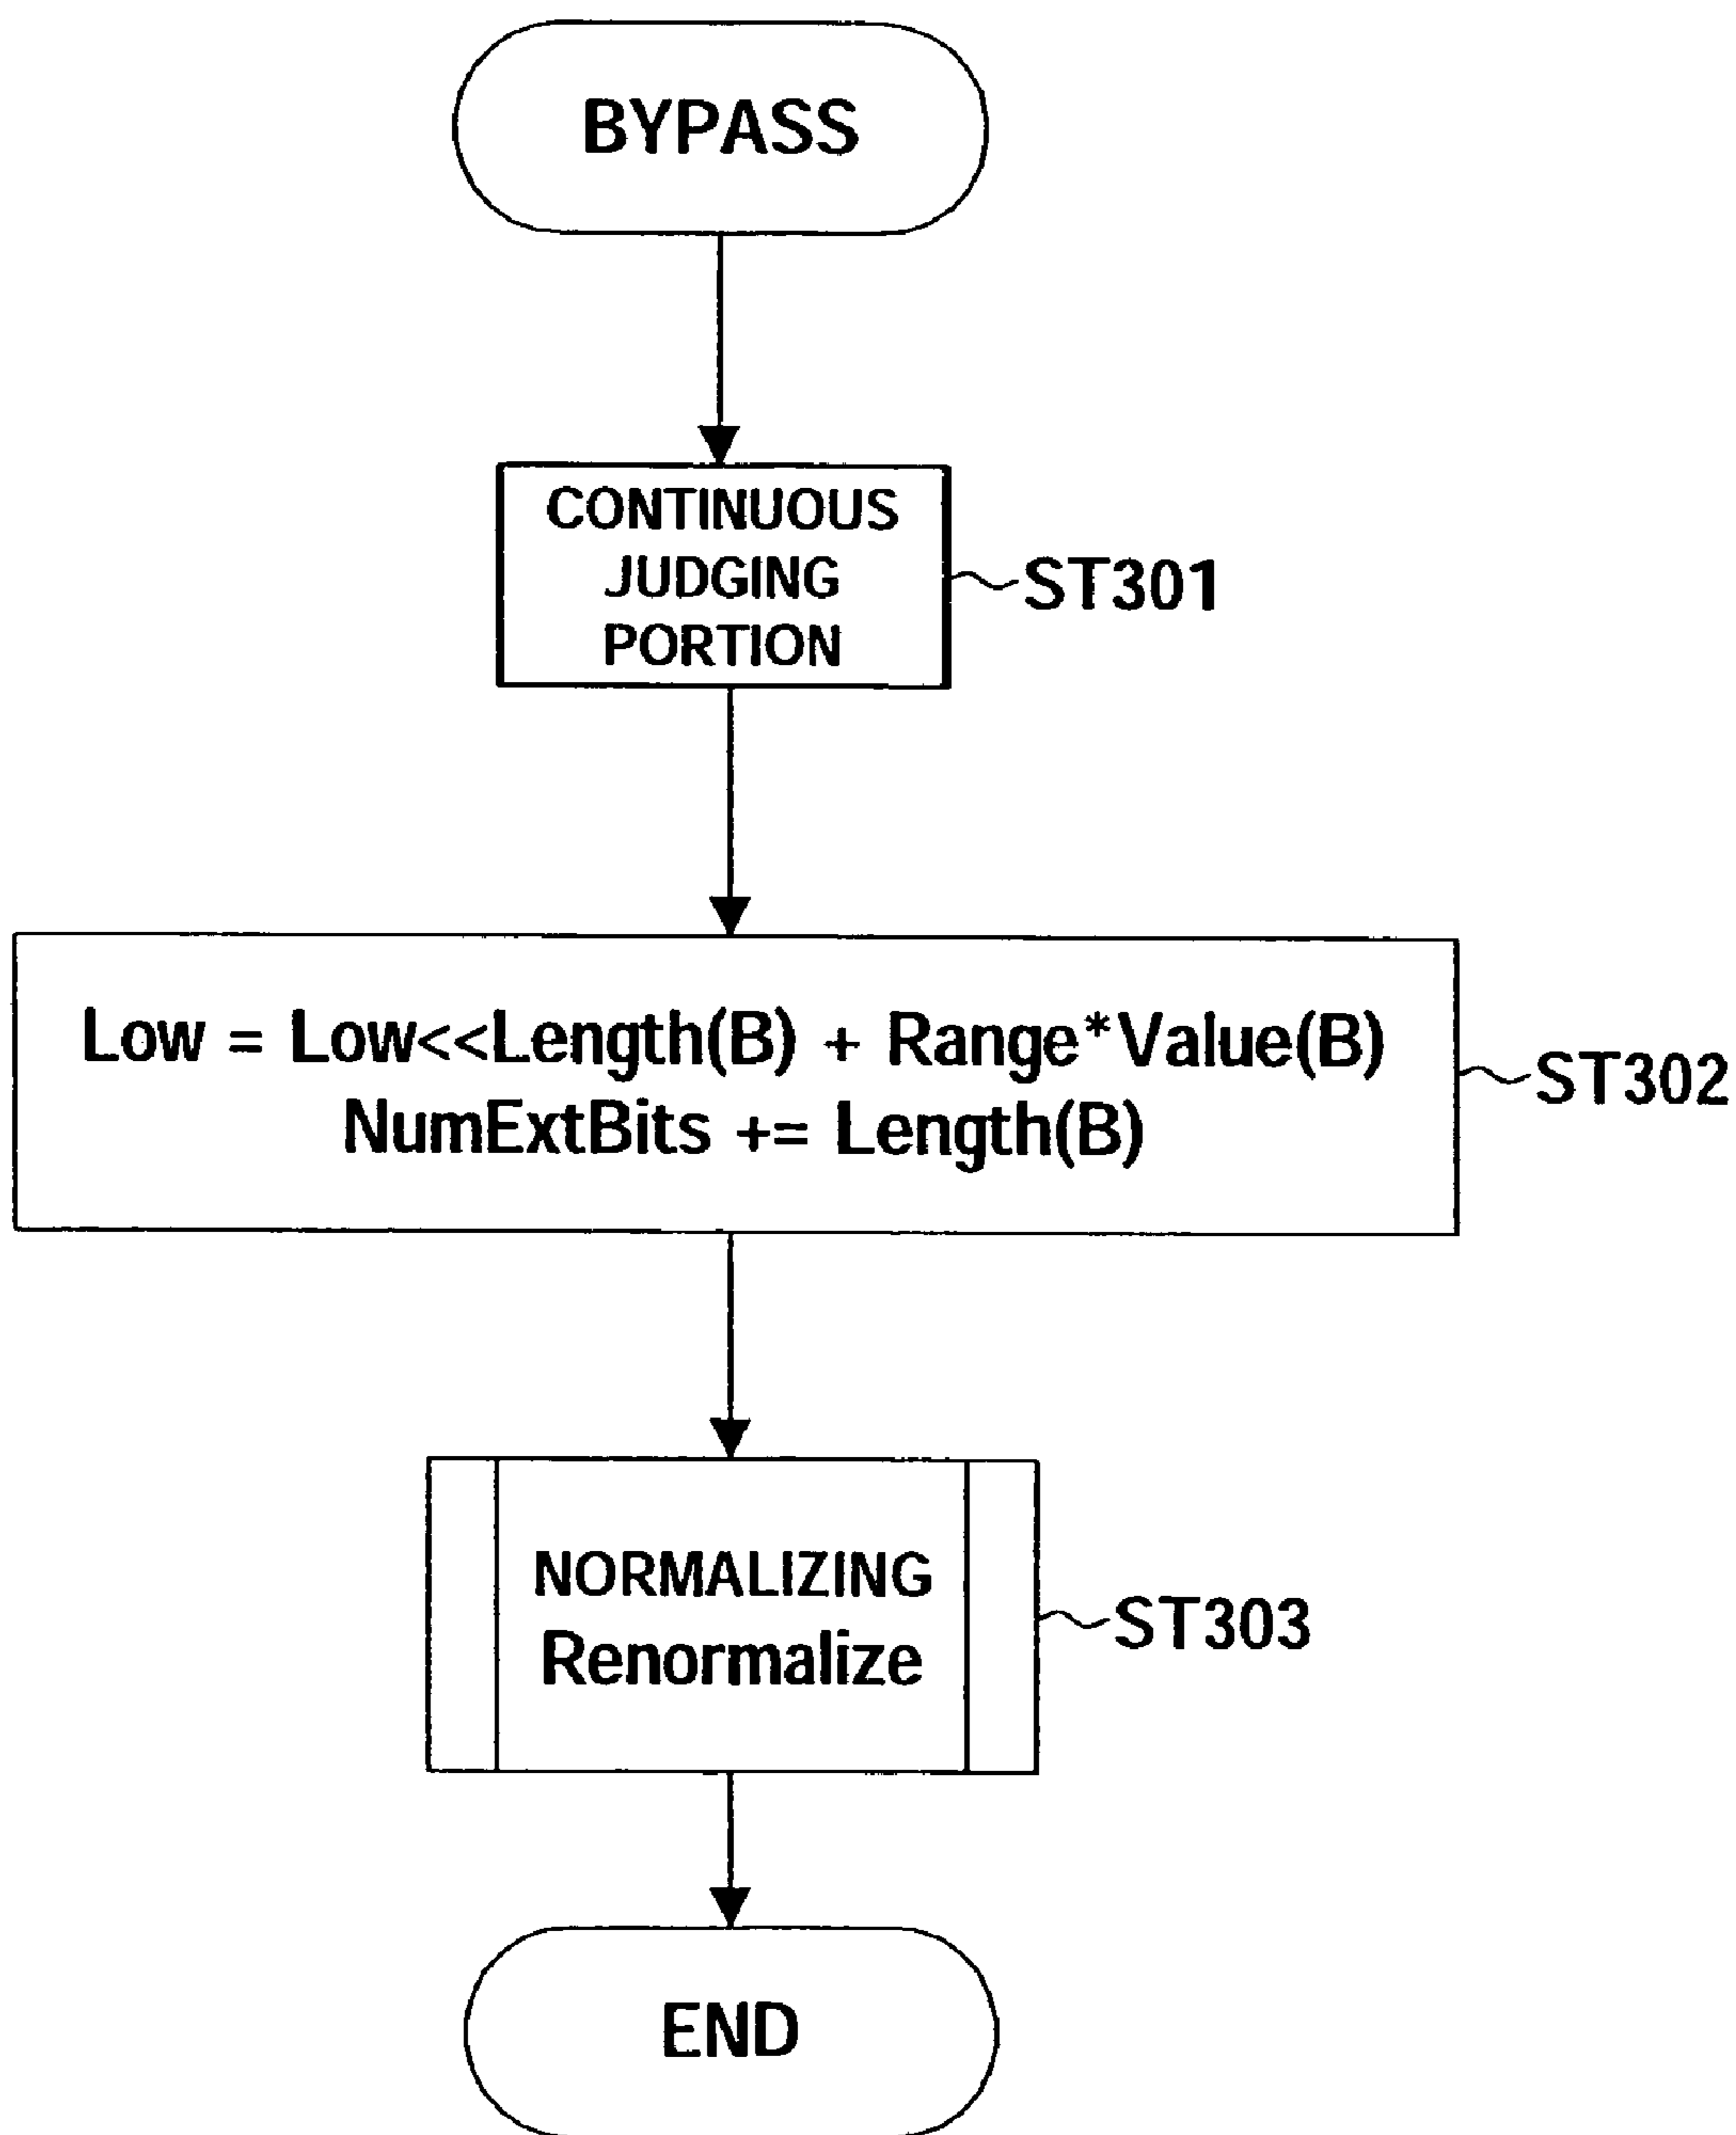 BYPASS
CONTINUOUS
JUDGING
PORTION
ST301
Low = Low<<Length(B) + Range*Value(B)
NumExtBits += Length(B)
ST302
NORMALIZING
Renormalize
ST303
END